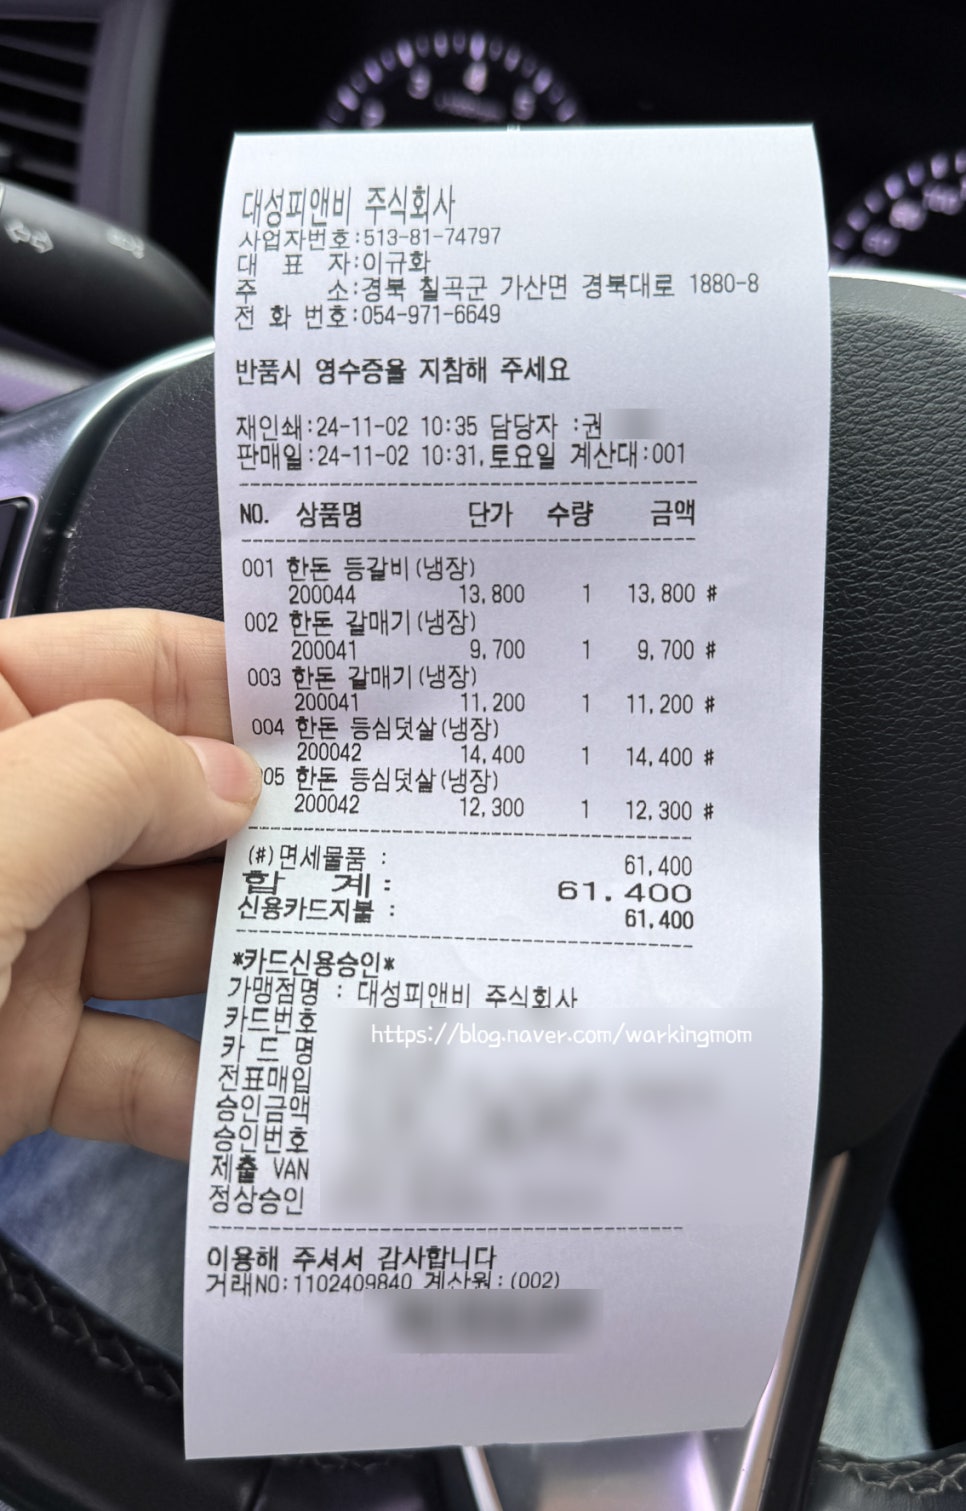 대성피앤비 주식회사
사업자번호:513-81-74797
대 표 자:이규화
주 소:경북 칠곡군 가산면 경북대로 1880-8
전 화 번호:054-971-6649
반품시 영수증을 지참해 주세요
재인쇄:24-11-02 10:35 담당자 :권
판매일:24-11-02 10:31,토요일 계산대:001
NO. 상품명 단가 수량 금액
001 한돈 등갈비(냉장)
200044 13,800 1 13,800 #
002 한돈 갈매기(냉장)
200041 9,700 1 9,700 #
003 한돈 갈매기(냉장)
200041 11,200 1 11,200 #
004 한돈 등심덧살(냉장)
200042 14,400 1 14,400 #
05 한돈 등심덧살(냉장)
200042 12,300 1 12,300 #
(#)면세물품 : 61,400
합 계: 61.400
신용카드지불 : 61,400
*카드신용승인*
가맹점명 : 대성피앤비 주식회사
카드번호
https://blog.naver.com/warkingmom
카 드 명
전표매입
승인금액
승인번호
제출 VAN
정상승인
이용해 주셔서 감사합니다
거래NO:1102409840 계산원:(002)